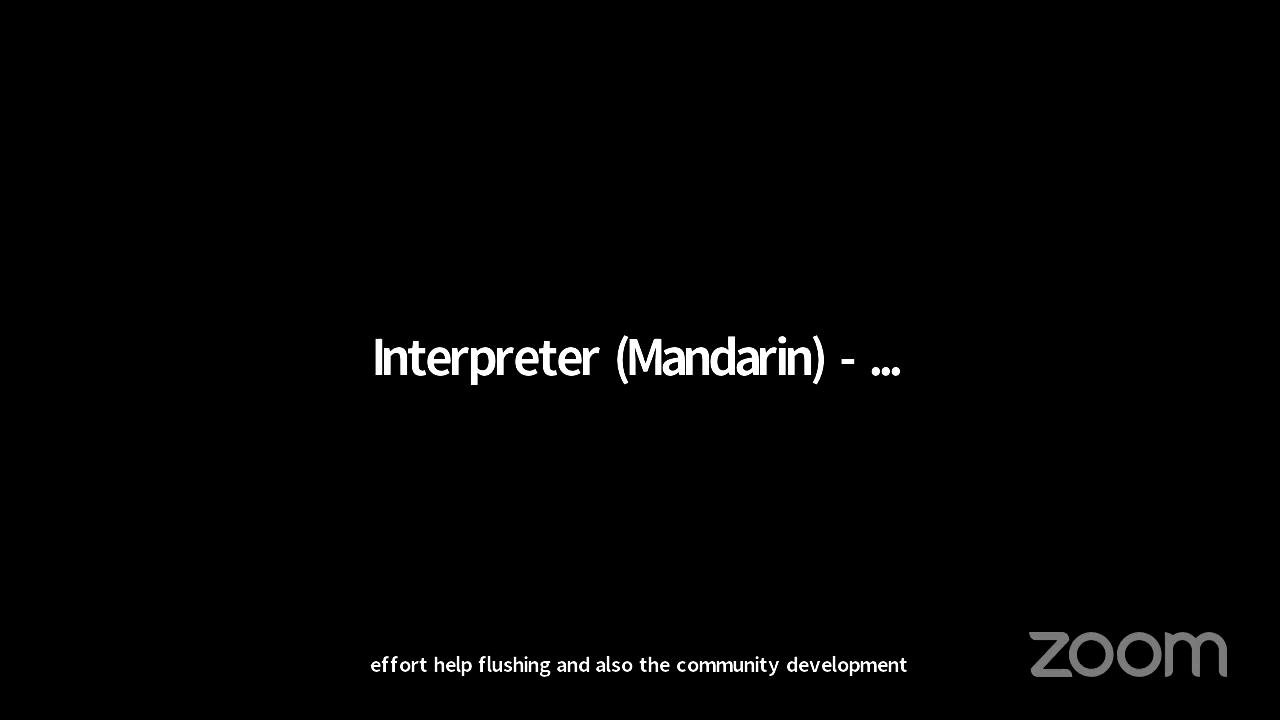 Interpreter (Mandarin) - ...
effort help flushing and also the community development
zoom